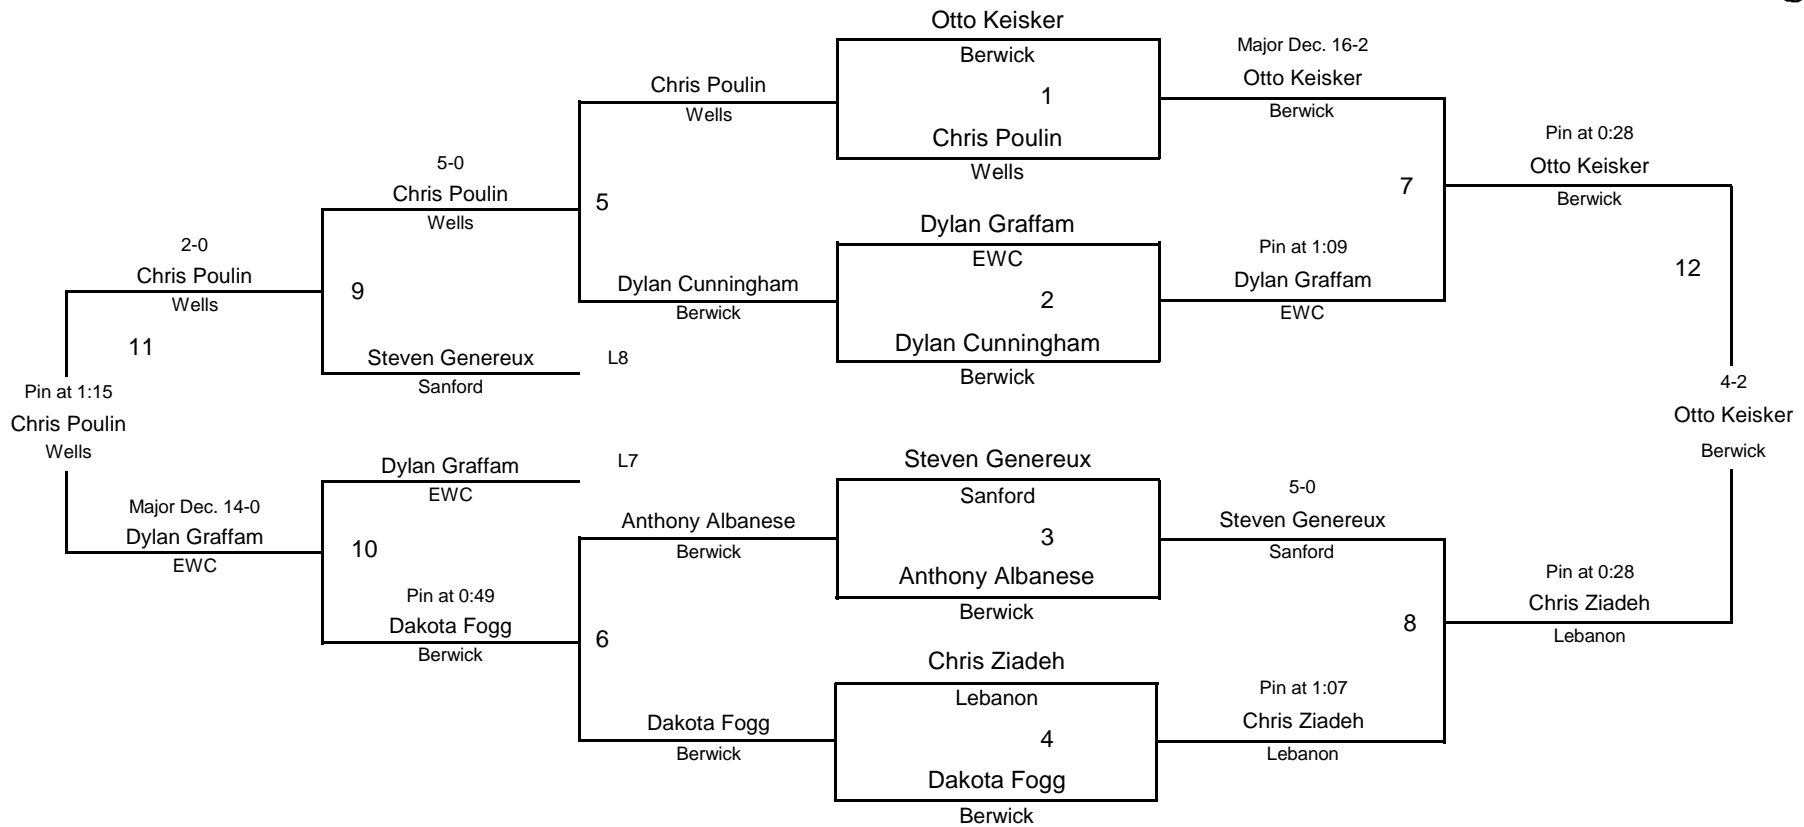 Otto Keisker
Berwick
1
Chris Poulin
Wells
Dylan Graffam
EWC
2
Dylan Cunningham
Berwick
Steven Genereux
Sanford
3
Anthony Albanese
Berwick
Chris Ziadeh
Lebanon
4
Dakota Fogg
Berwick
Major Dec. 16-2
Otto Keisker
Berwick
7
Pin at 1:09
Dylan Graffam
EWC
5-0
Steven Genereux
Sanford
8
Pin at 1:07
Chris Ziadeh
Lebanon
Pin at 0:28
Otto Keisker
Berwick
12
Pin at 0:28
Chris Ziadeh
Lebanon
4-2
Otto Keisker
Berwick
Chris Poulin
Wells
5
Dylan Cunningham
Berwick
L8
L7
Anthony Albanese
Berwick
6
Dakota Fogg
Berwick
5-0
Chris Poulin
Wells
9
Steven Genereux
Sanford
Dylan Graffam
EWC
10
Pin at 0:49
Dakota Fogg
Berwick
2-0
Chris Poulin
Wells
11
Major Dec. 14-0
Dylan Graffam
EWC
Pin at 1:15
Chris Poulin
Wells